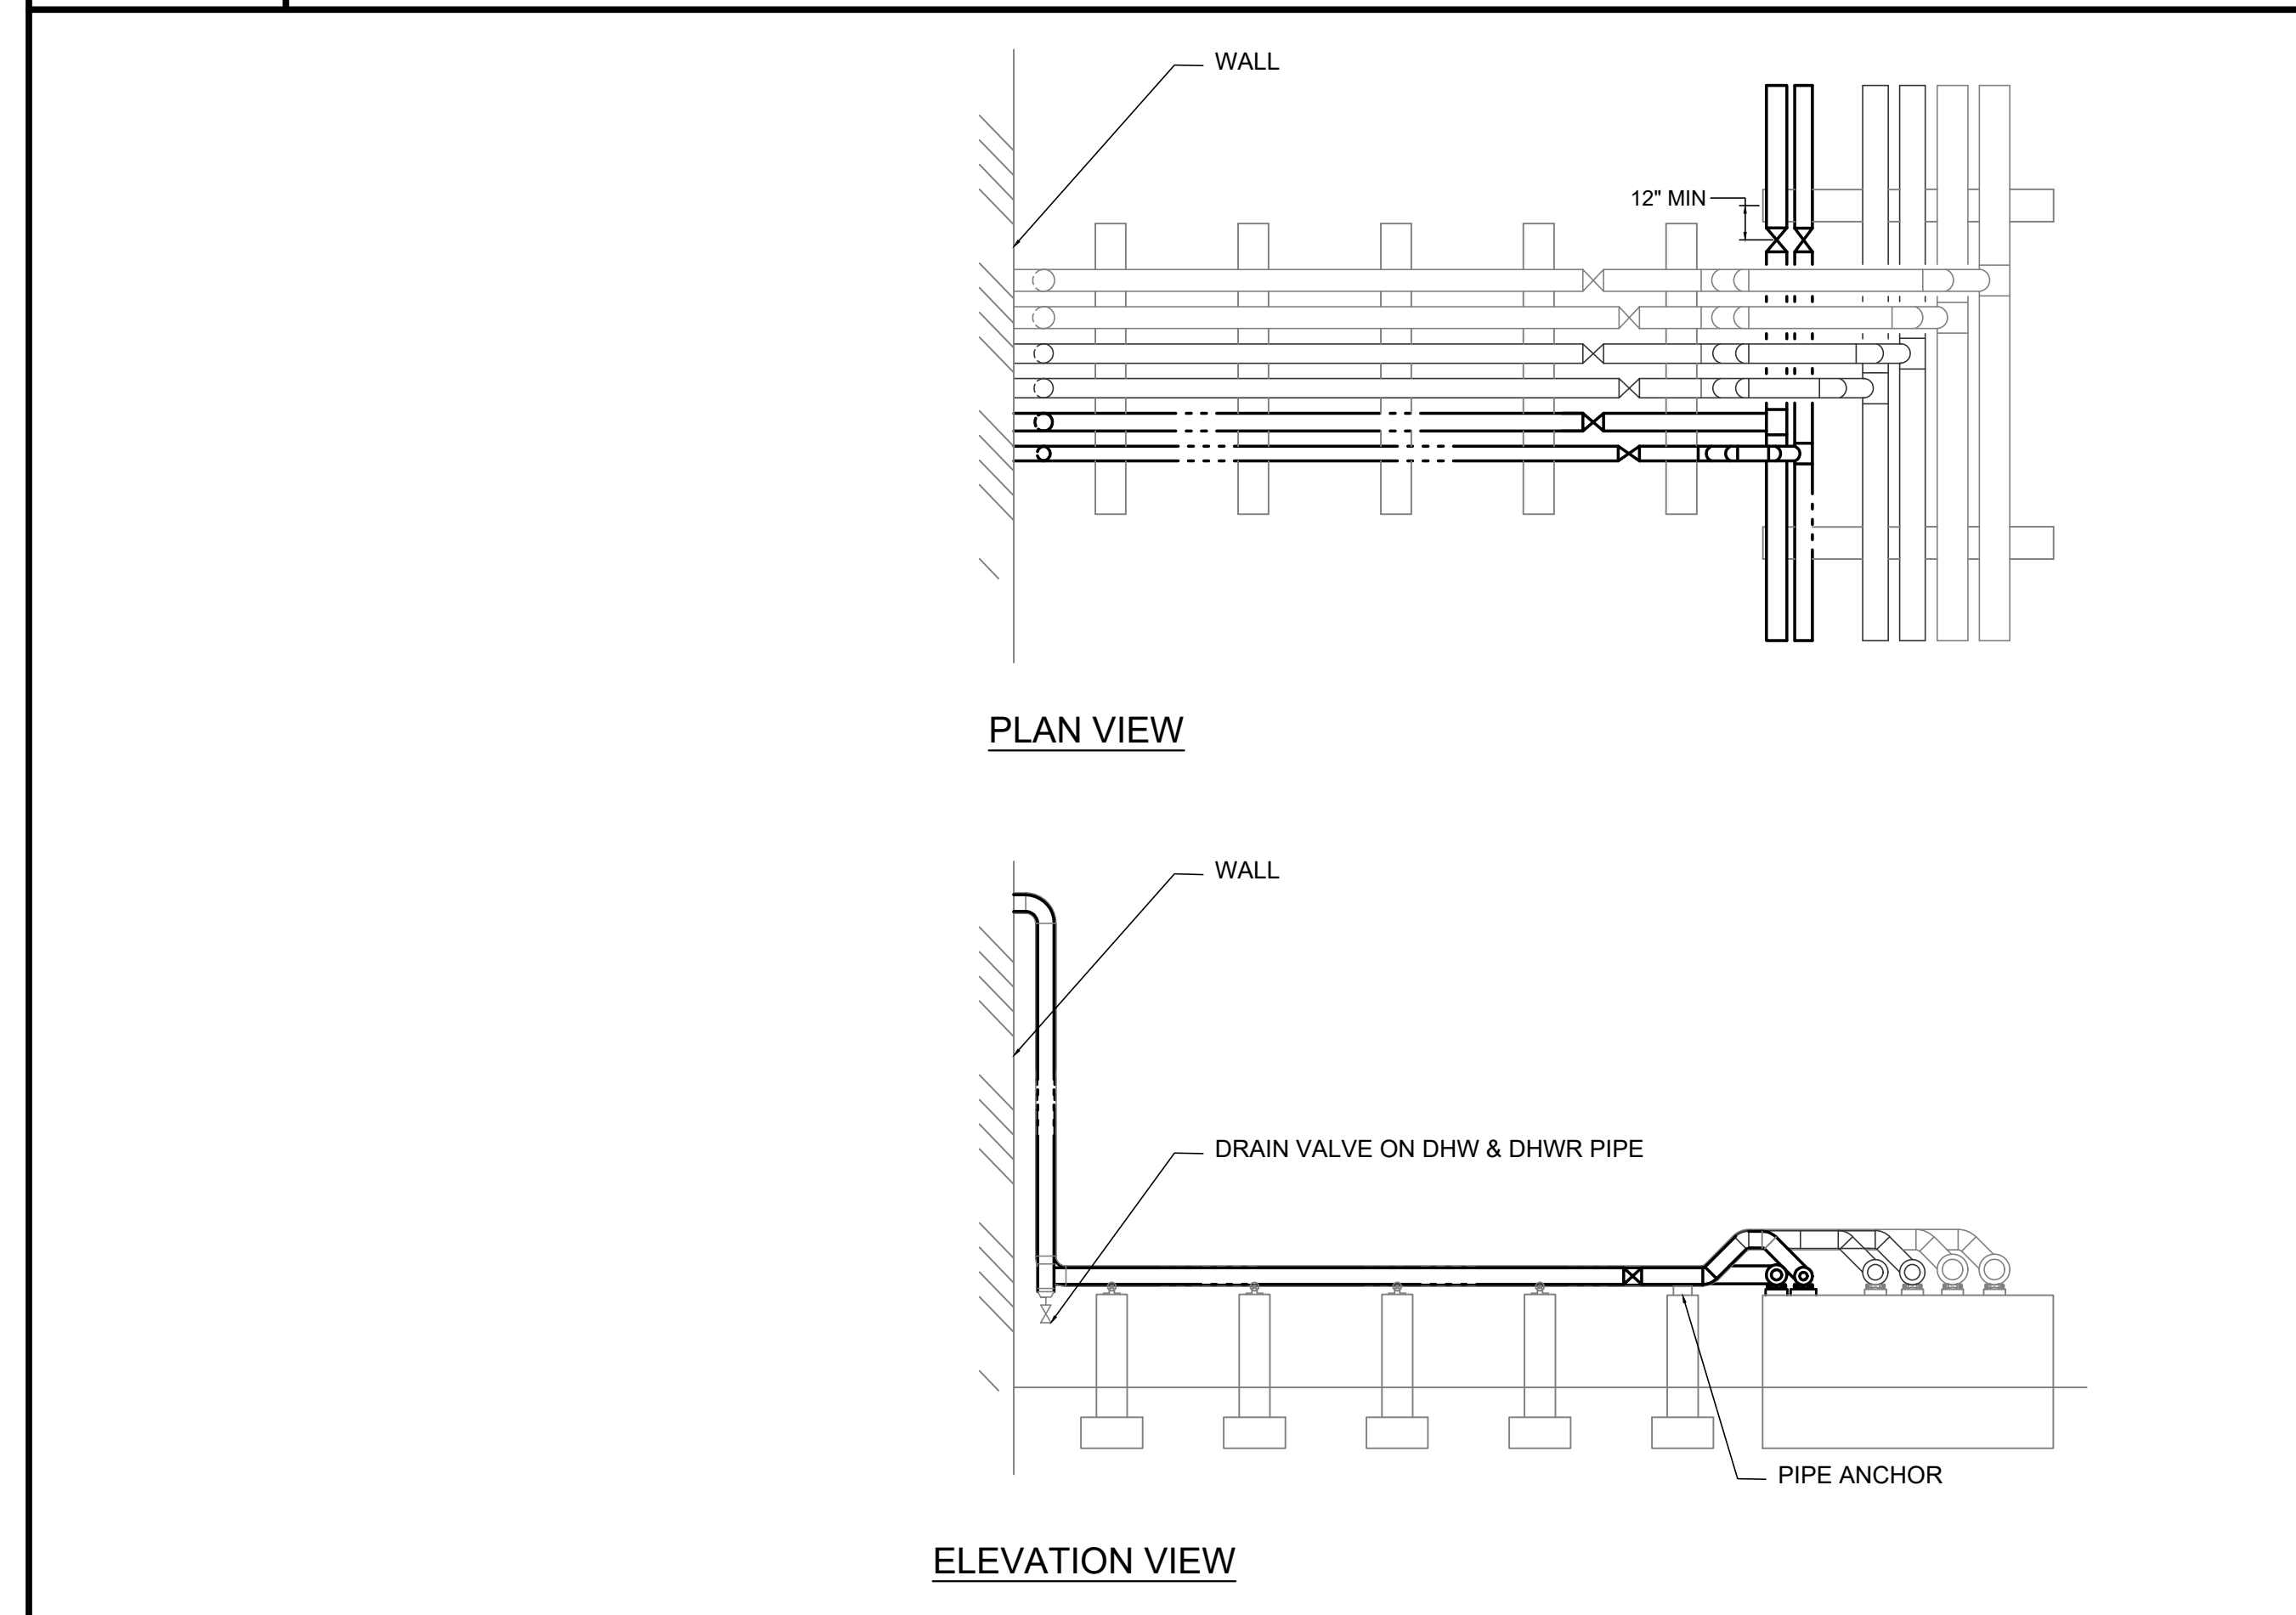 WALL
12" MIN
PLAN VIEW
WALL
DRAIN VALVE ON DHW & DHWR PIPE
PIPE ANCHOR
ELEVATION VIEW